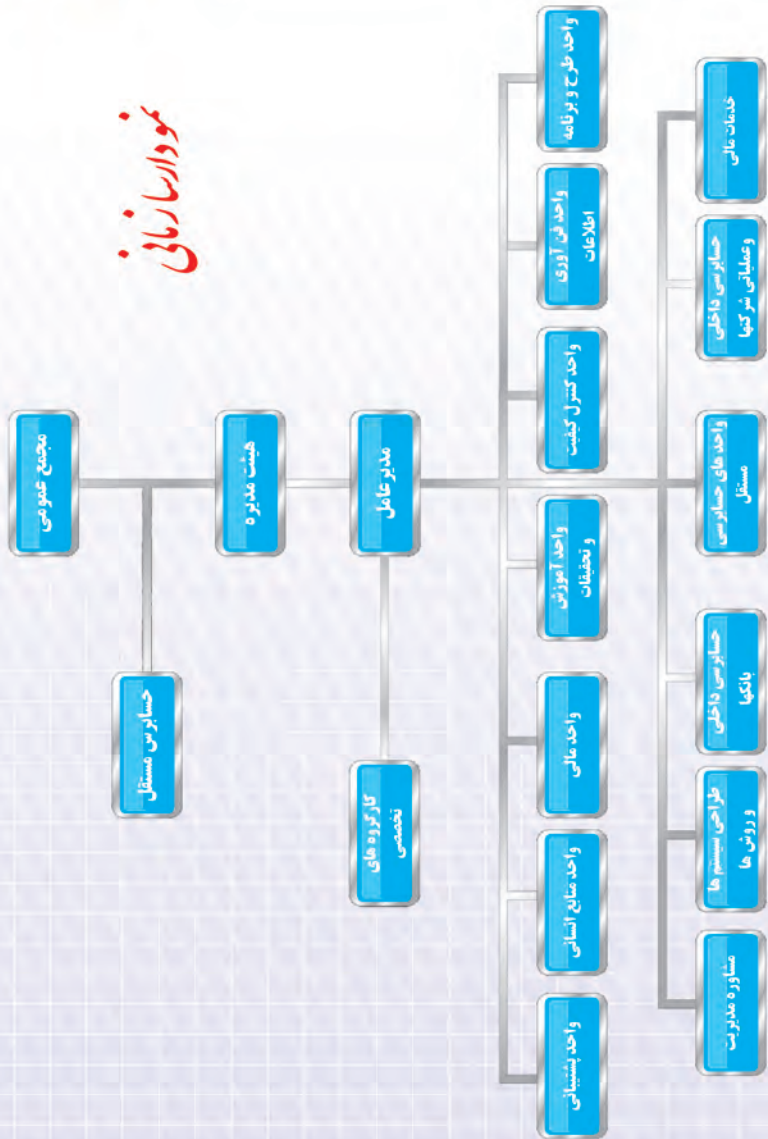 نمودار سازمانی
مجمع عمومی
حسابرس مستقل
هیئت مدیره
مدیر عامل
کارگروه های
تخصصی
واحد طرح و برنامه
واحد فن آوری
اطلاعات
واحد کنترل کیفیت
واحد آموزش
و تحقیقات
واحد مالی
واحد منابع انسانی
واحد پشتیبانی
خدمات مالی
حسابرسی داخلی
وعملیاتی شرکتها
واحد های حسابرسی
مستقل
حسابرسی داخلی
بانکها
طراحی سیستم ها
و روش ها
مشاوره مدیریت